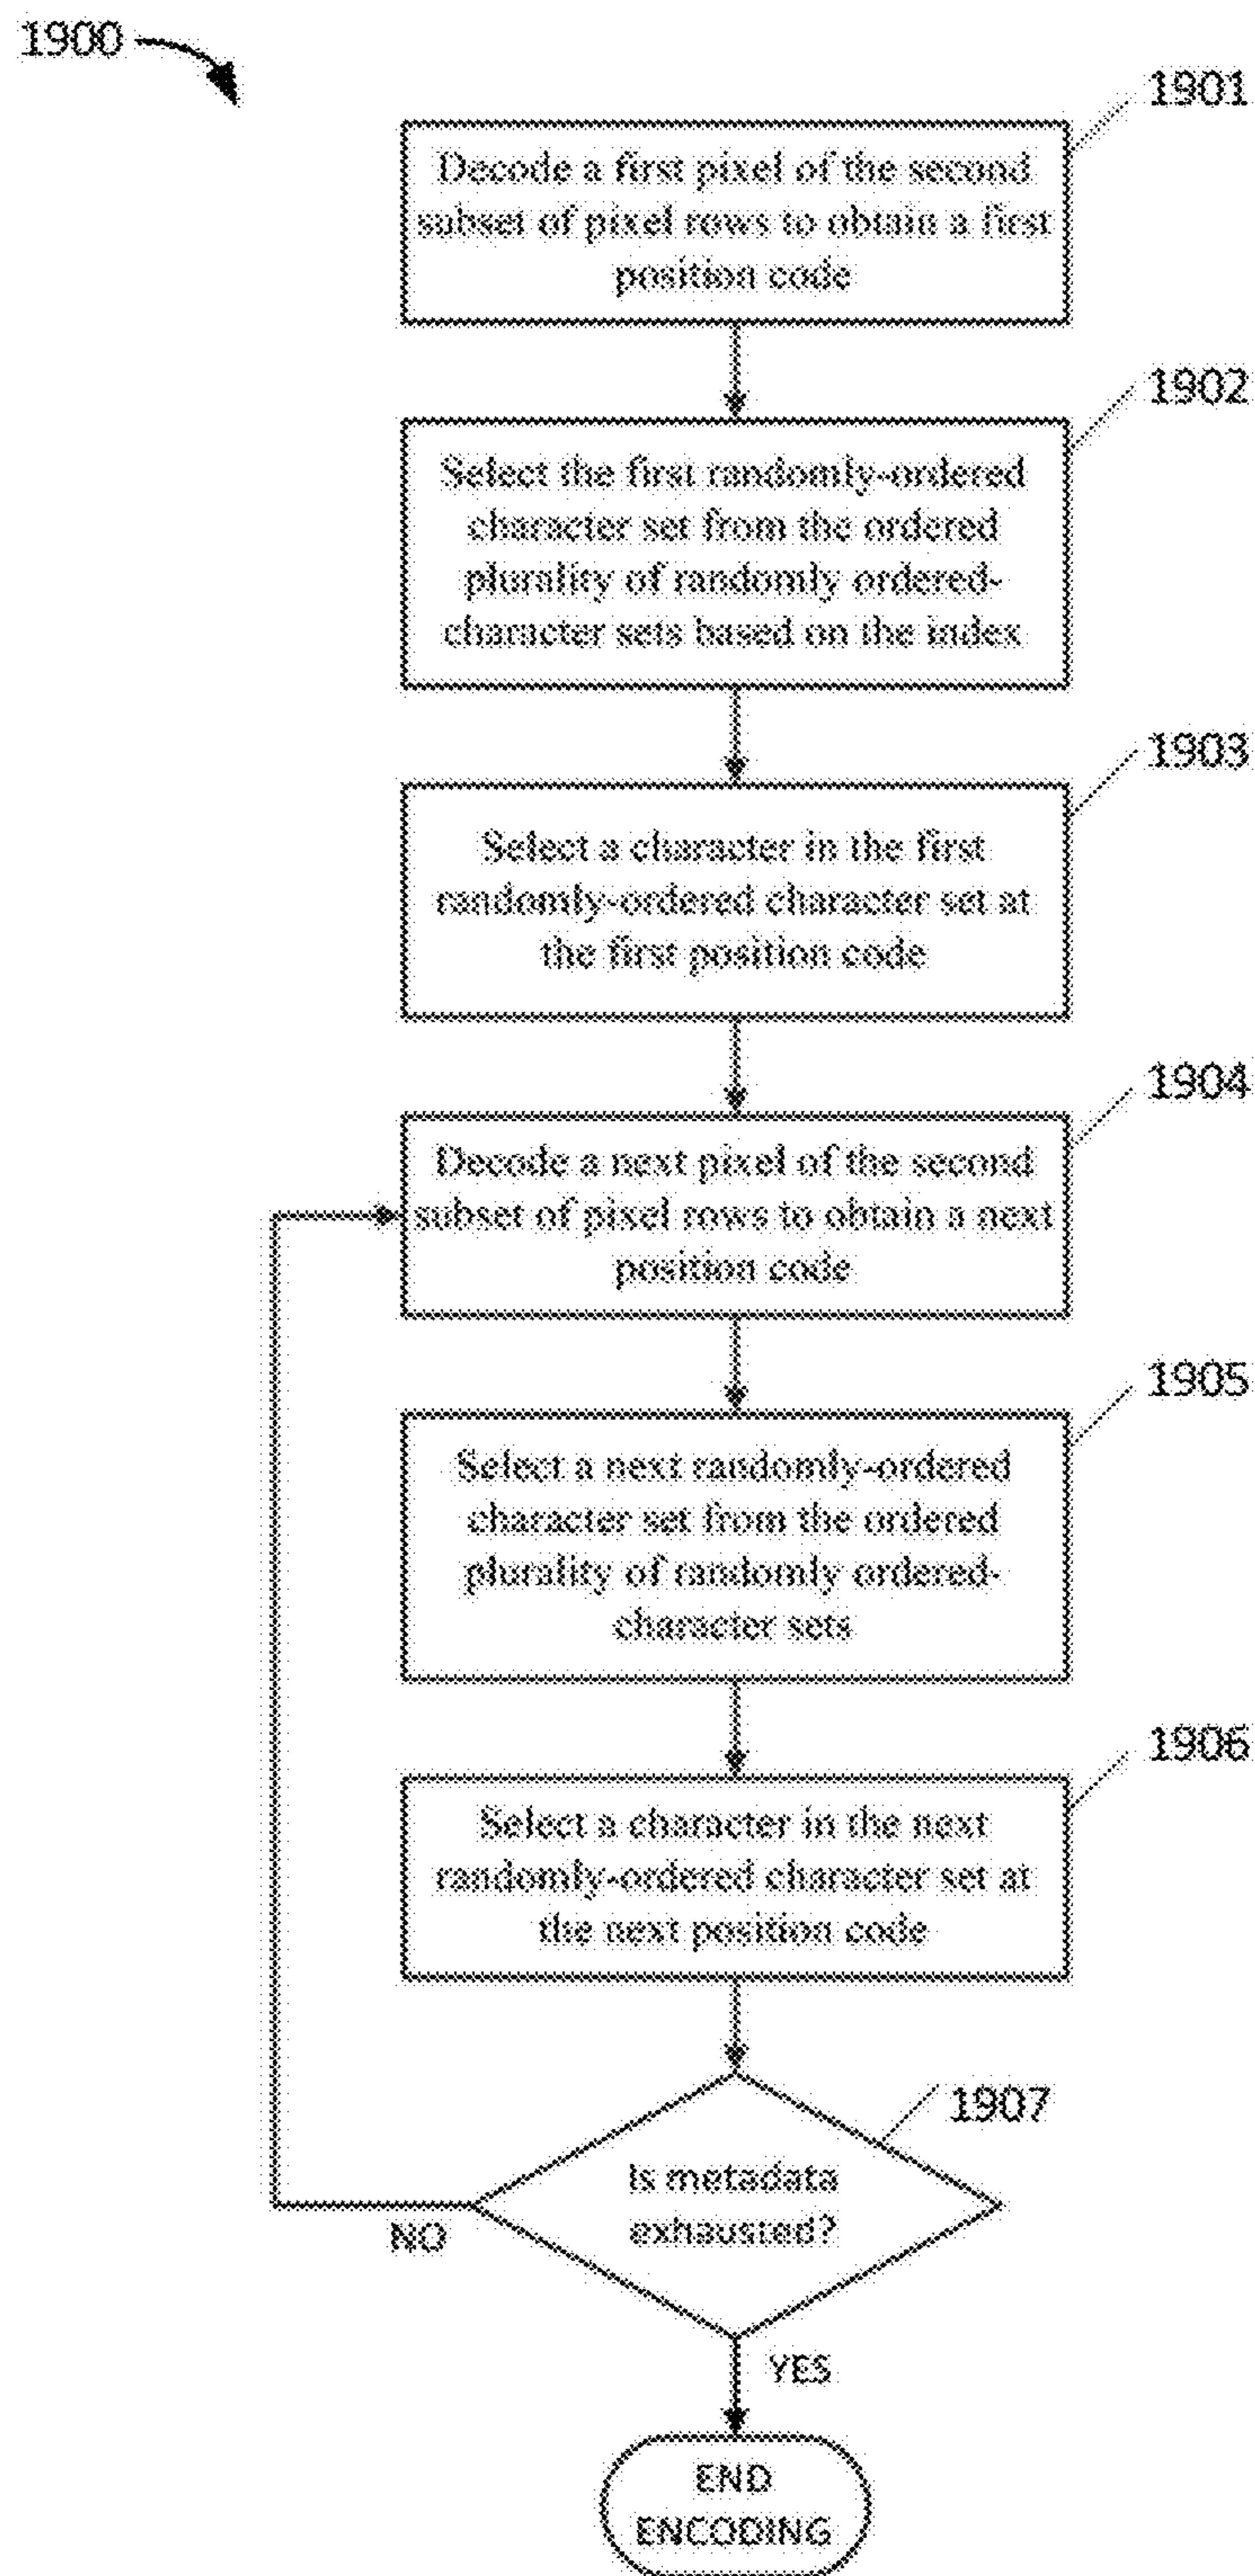 1900
1901
Decode a first pixel of the second
subset of pixel rows to obtain a first
position code
1902
Select the first randomly-ordered
character set from the ordered
plurality of randomly ordered-
character sets based on the index
1903
Select a character in the first
randomly-ordered character set at
the first position code
1904
Decode a next pixel of the second
subset of pixel rows to obtain a next
position code
1905
Select a next randomly-ordered
character set from the ordered
plurality of randomly ordered-
character sets
1906
Select a character in the next
randomly-ordered character set at
the next position code
1907
Is metadata
exhausted?
NO
YES
END
ENCODING